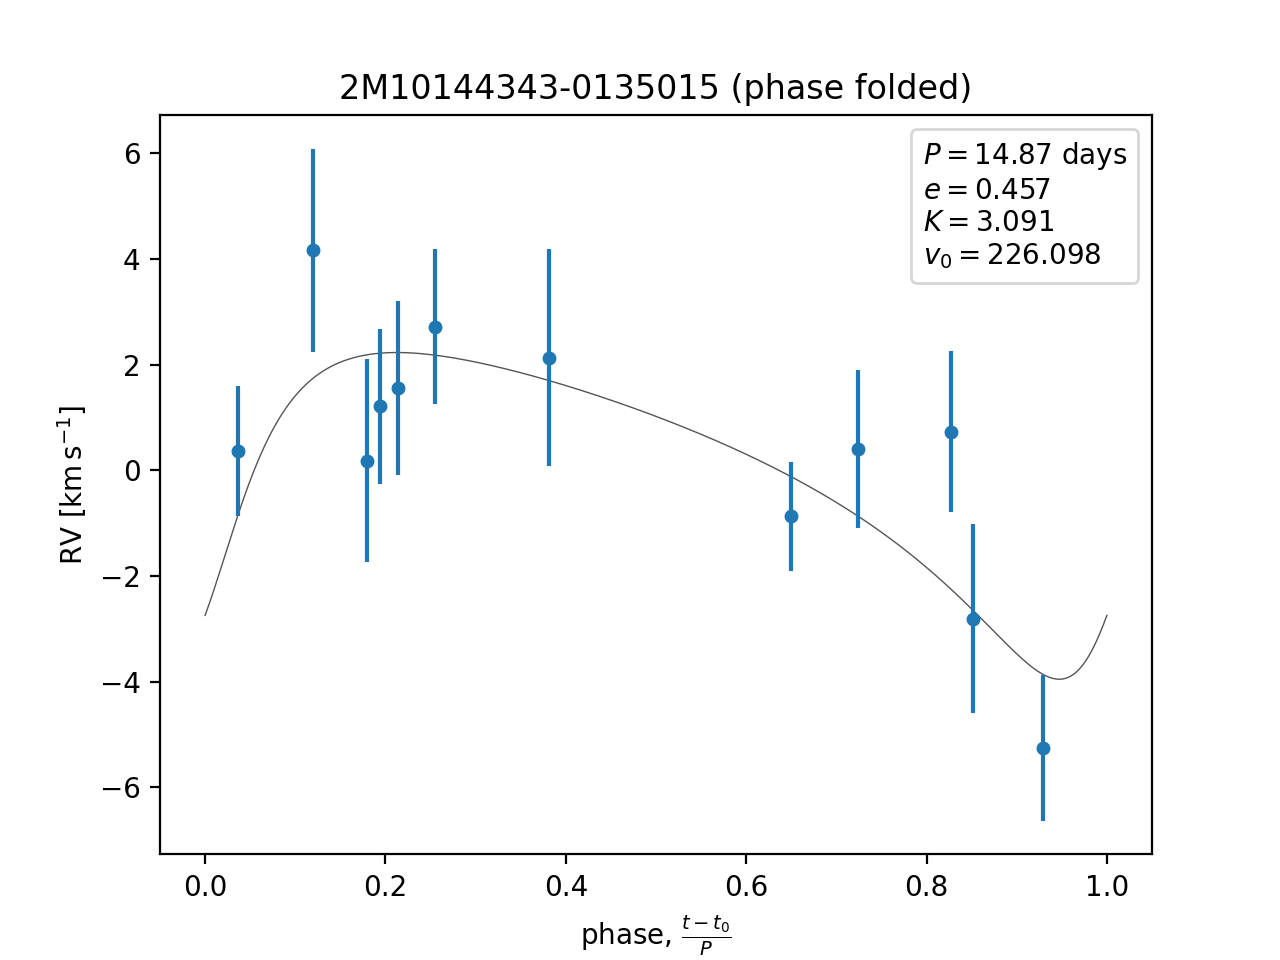 2M10144343-0135015 (phase folded)
P = 14.87 days
e = 0.457
K = 3.091
v₀ = 226.098
RV [km s⁻¹]
6
4
2
0
−2
−4
−6
0.0 0.2 0.4 0.6 0.8 1.0
phase, (t − t₀)/P